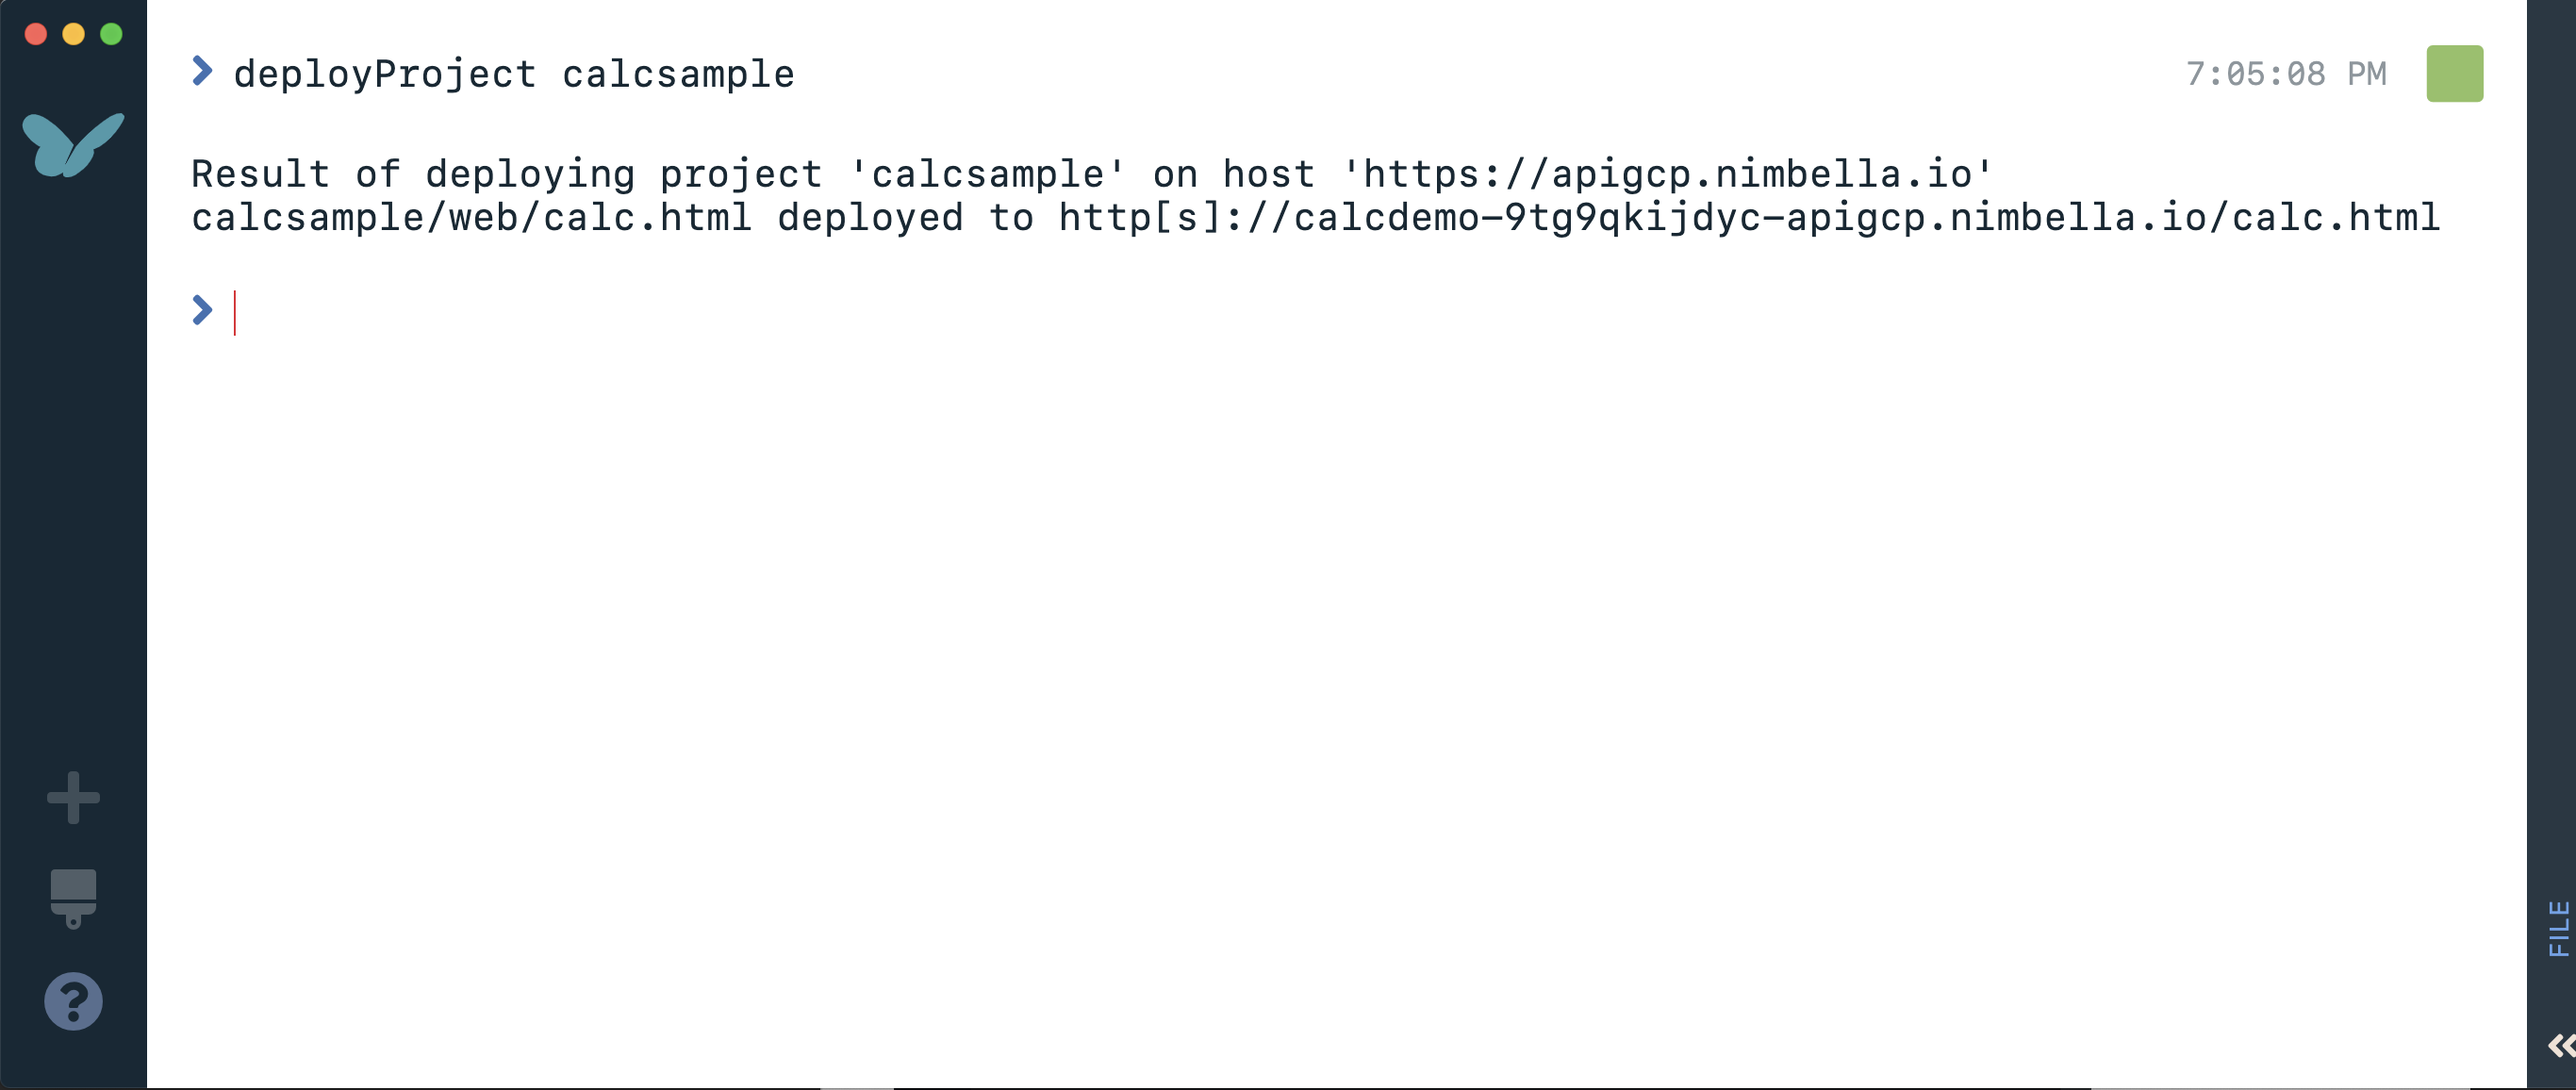 deployProject calcsample 7:05:08 PM
Result of deploying project 'calcsample' on host 'https://apigcp.nimbella.io'
calcsample/web/calc.html deployed to http[s]://calcdemo-9tg9qkijdyc-apigcp.nimbella.io/calc.html
FILE